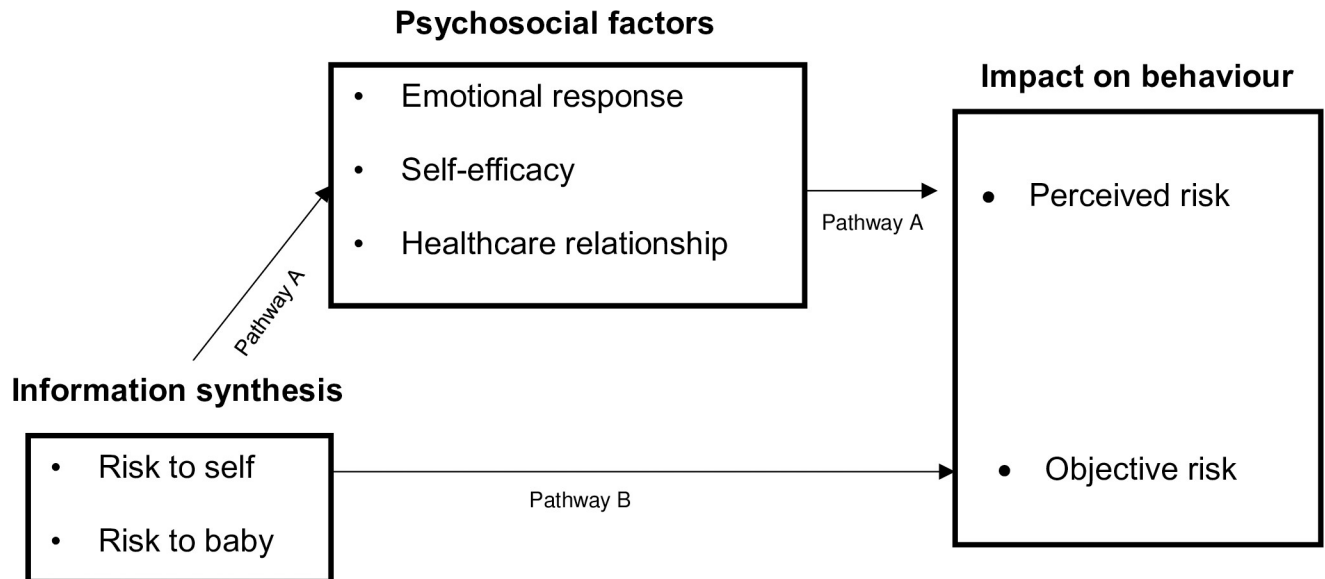 Psychosocial factors
• Emotional response
• Self-efficacy
• Healthcare relationship
Pathway A
Pathway A
Impact on behaviour
• Perceived risk
• Objective risk
Information synthesis
• Risk to self
• Risk to baby
Pathway B